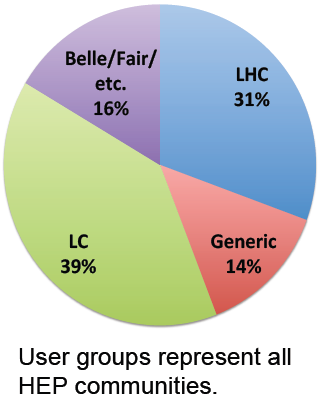 Belle/Fair/
etc.
16%
LHC
31%
LC
39%
Generic
14%
User groups represent all
HEP communities.